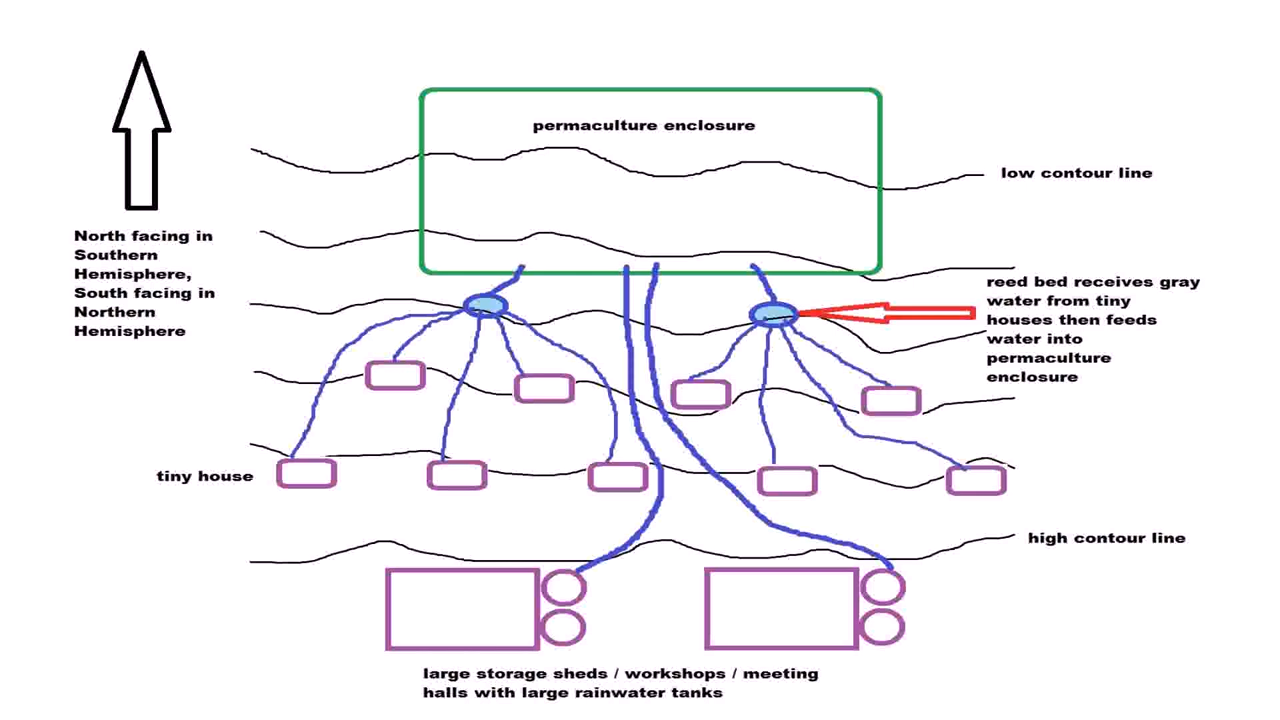 permaculture enclosure
low contour line
North facing in
Southern
Hemisphere,
South facing in
Northern
Hemisphere
reed bed receives gray
water from tiny
houses then feeds
water into
permaculture
enclosure
tiny house
high contour line
large storage sheds / workshops / meeting
halls with large rainwater tanks